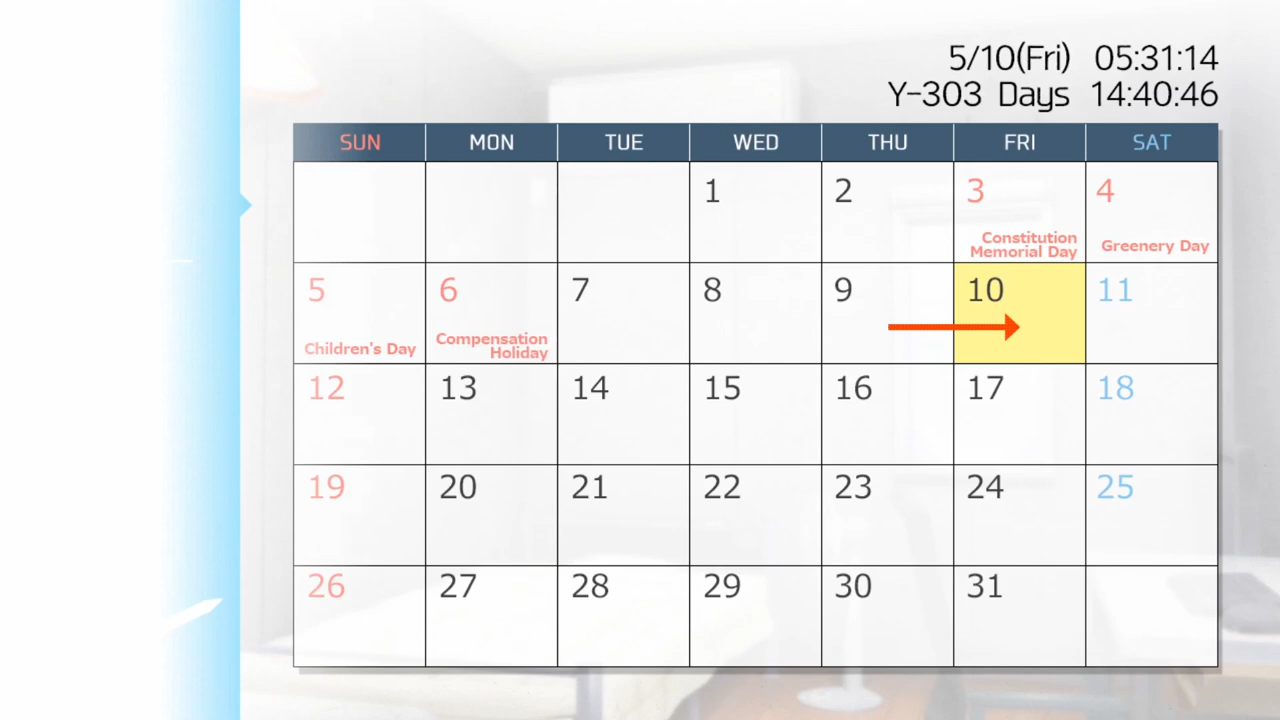 5/10(Fri) 05:31:14
Y-303 Days 14:40:46
SUN MON TUE WED THU FRI SAT
1 2 3 4
Constitution
Memorial Day
Greenery Day
5 6 7 8 9 10 11
Children's Day
Compensation
Holiday
12 13 14 15 16 17 18
19 20 21 22 23 24 25
26 27 28 29 30 31